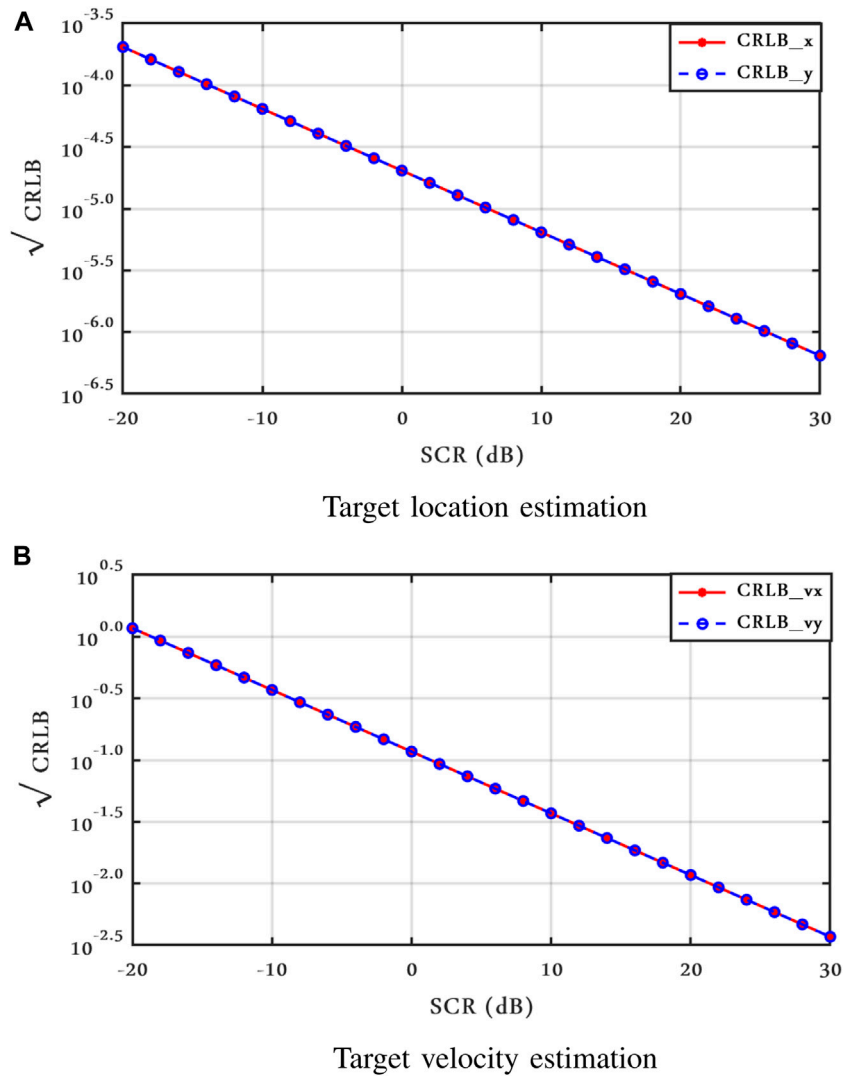 A
10^-3.5
CRLB_x
CRLB_y
10^-4.0
10^-4.5
10^-5.0
10^-5.5
10^-6.0
10^-6.5
√ CRLB
-20 -10 0 10 20 30
SCR (dB)
Target location estimation
B
10^0.5
CRLB_vx
CRLB_vy
10^0.0
10^-0.5
10^-1.0
10^-1.5
10^-2.0
10^-2.5
√ CRLB
-20 -10 0 10 20 30
SCR (dB)
Target velocity estimation